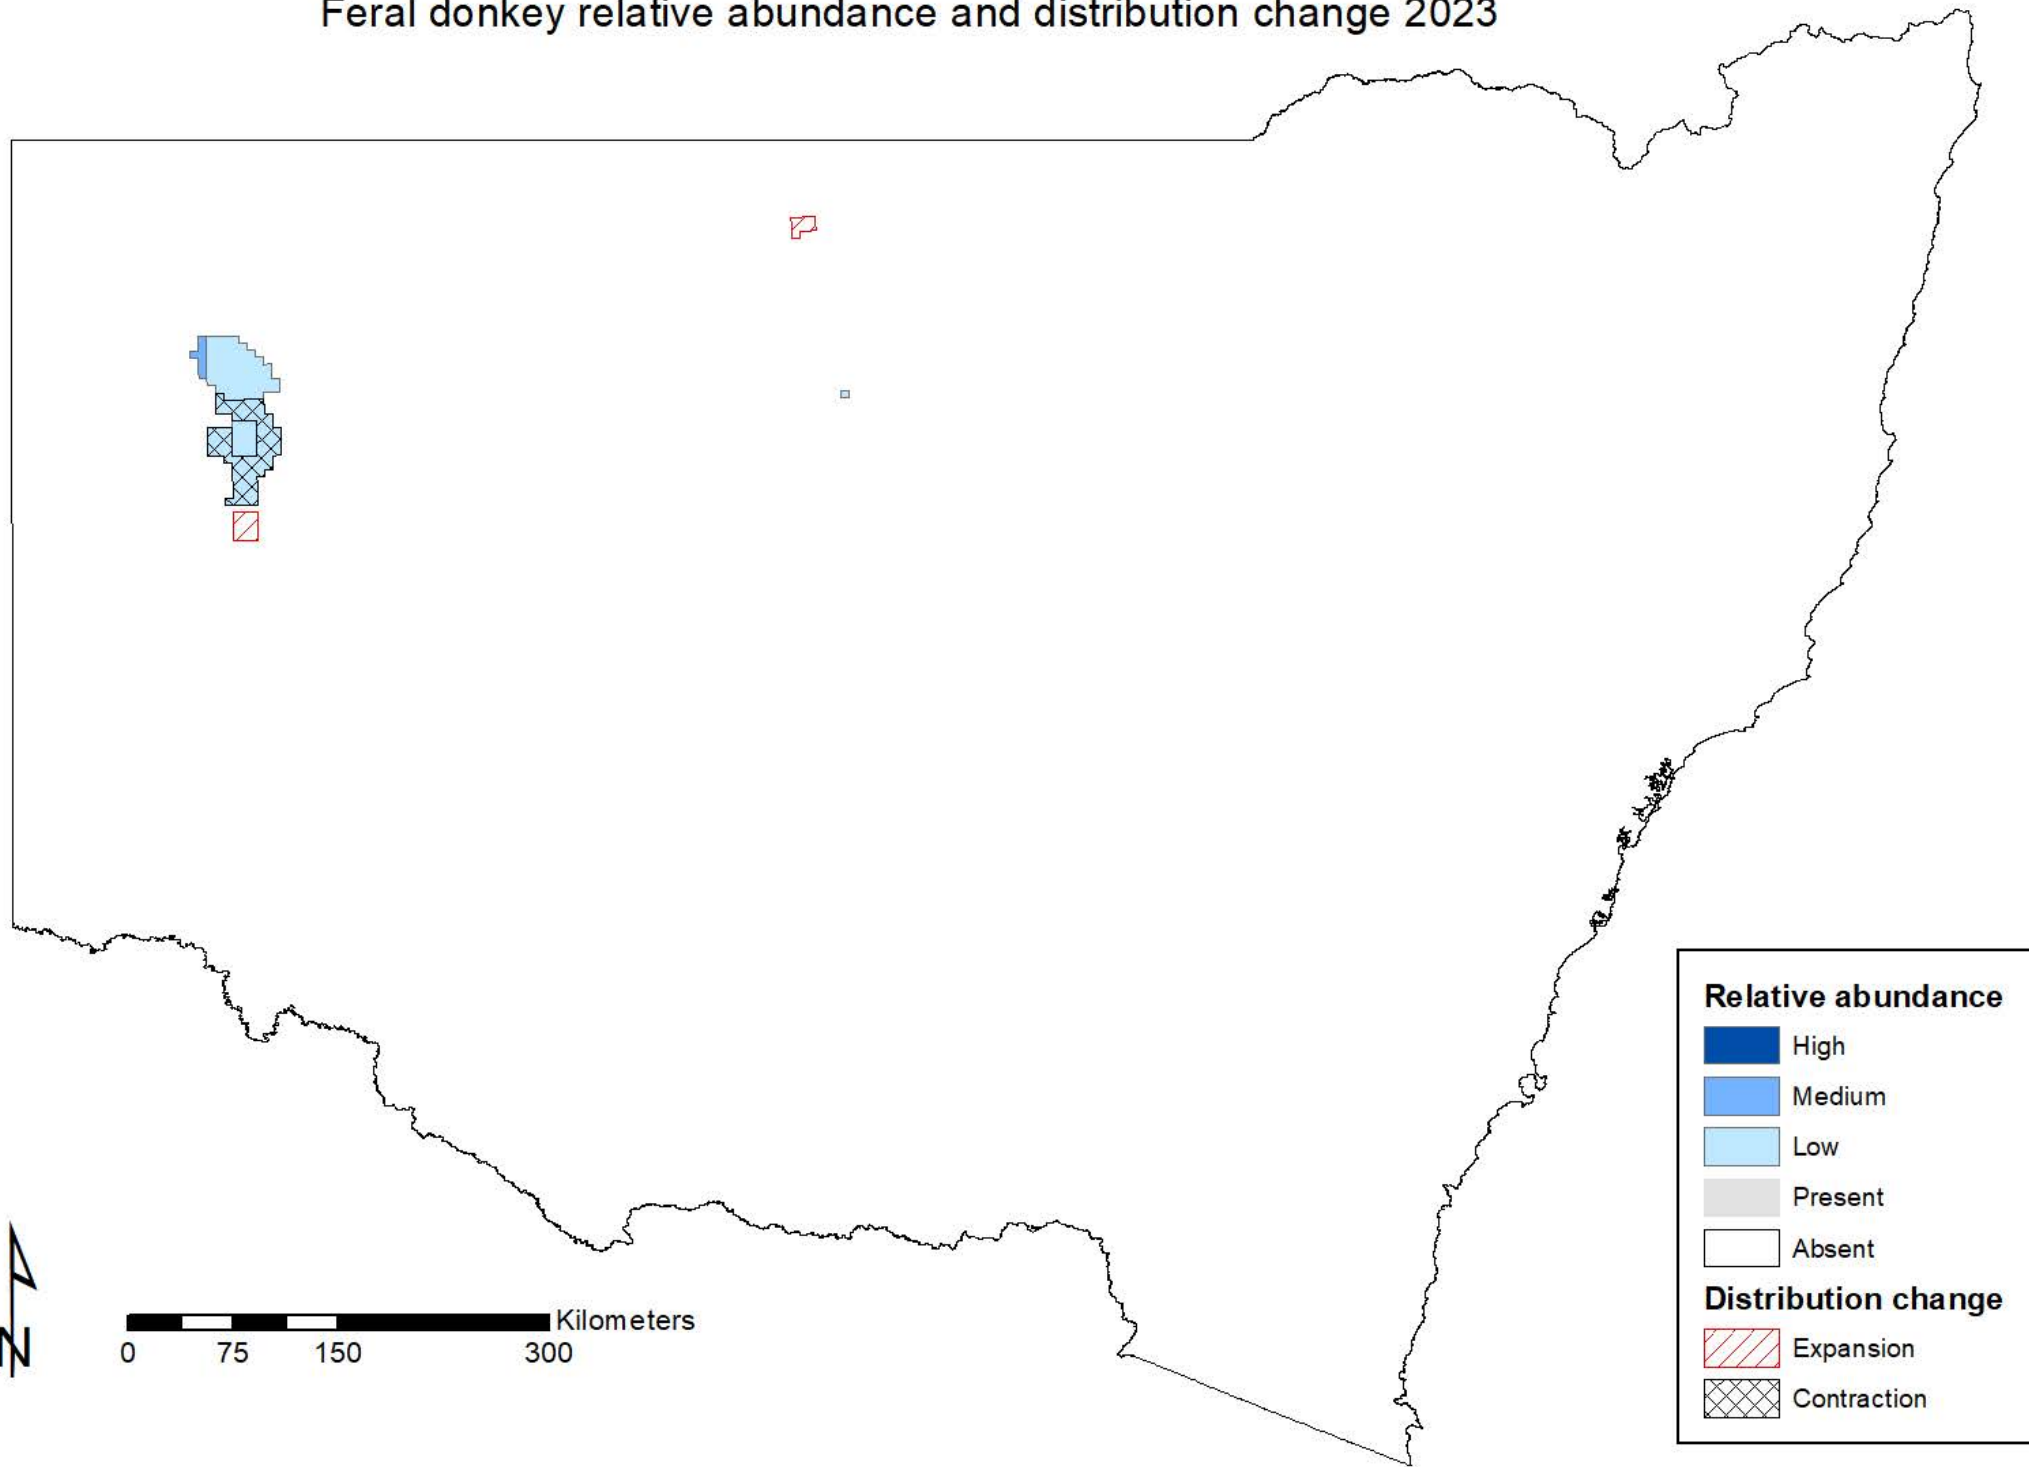 Feral donkey relative abundance and distribution change 2023
Relative abundance
High
Medium
Low
Present
Absent
Distribution change
Expansion
Contraction
Kilometers
0 75 150 300
N